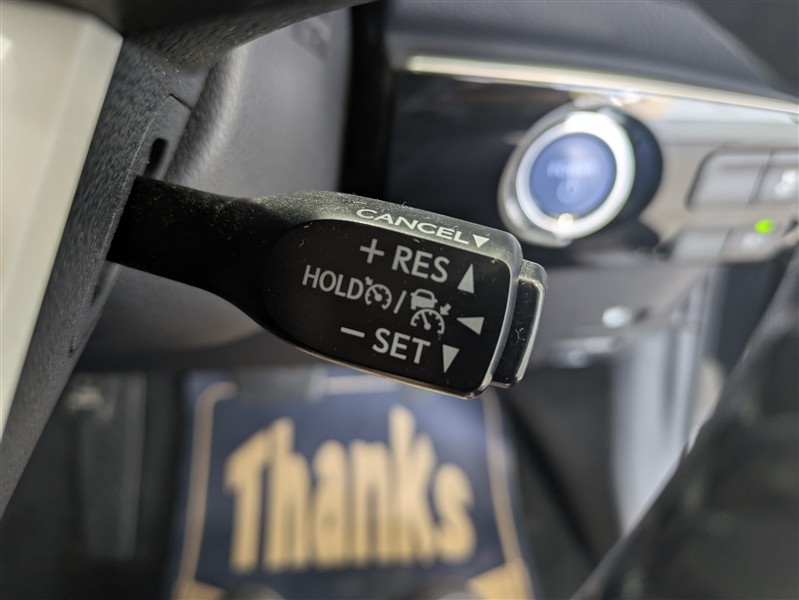 CANCEL▼
+ RES ▲
HOLD /
− SET ▼
Thanks